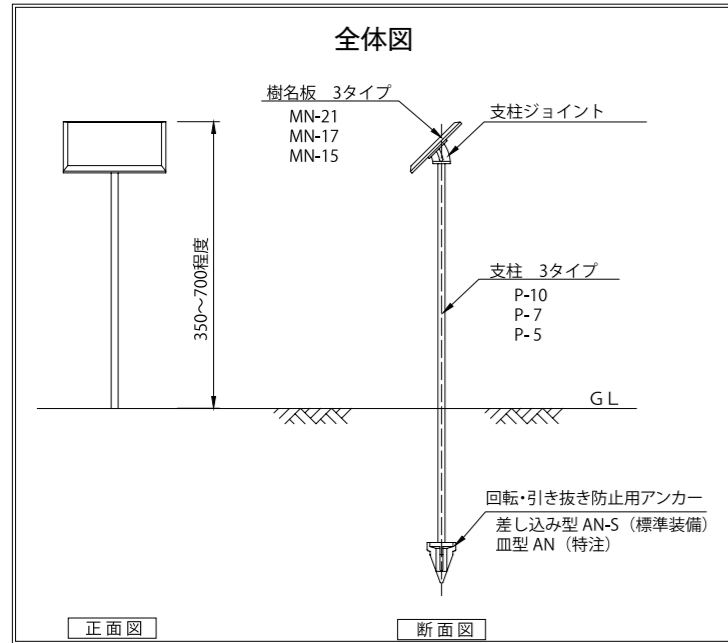 全体図
樹名板 3タイプ
MN-21
MN-17
MN-15
支柱ジョイント
350～700程度
支柱 3タイプ
P-10
P- 7
P- 5
GL
回転・引き抜き防止用アンカー
差し込み型 AN-S（標準装備）
皿型 AN（特注）
正面図
断面図